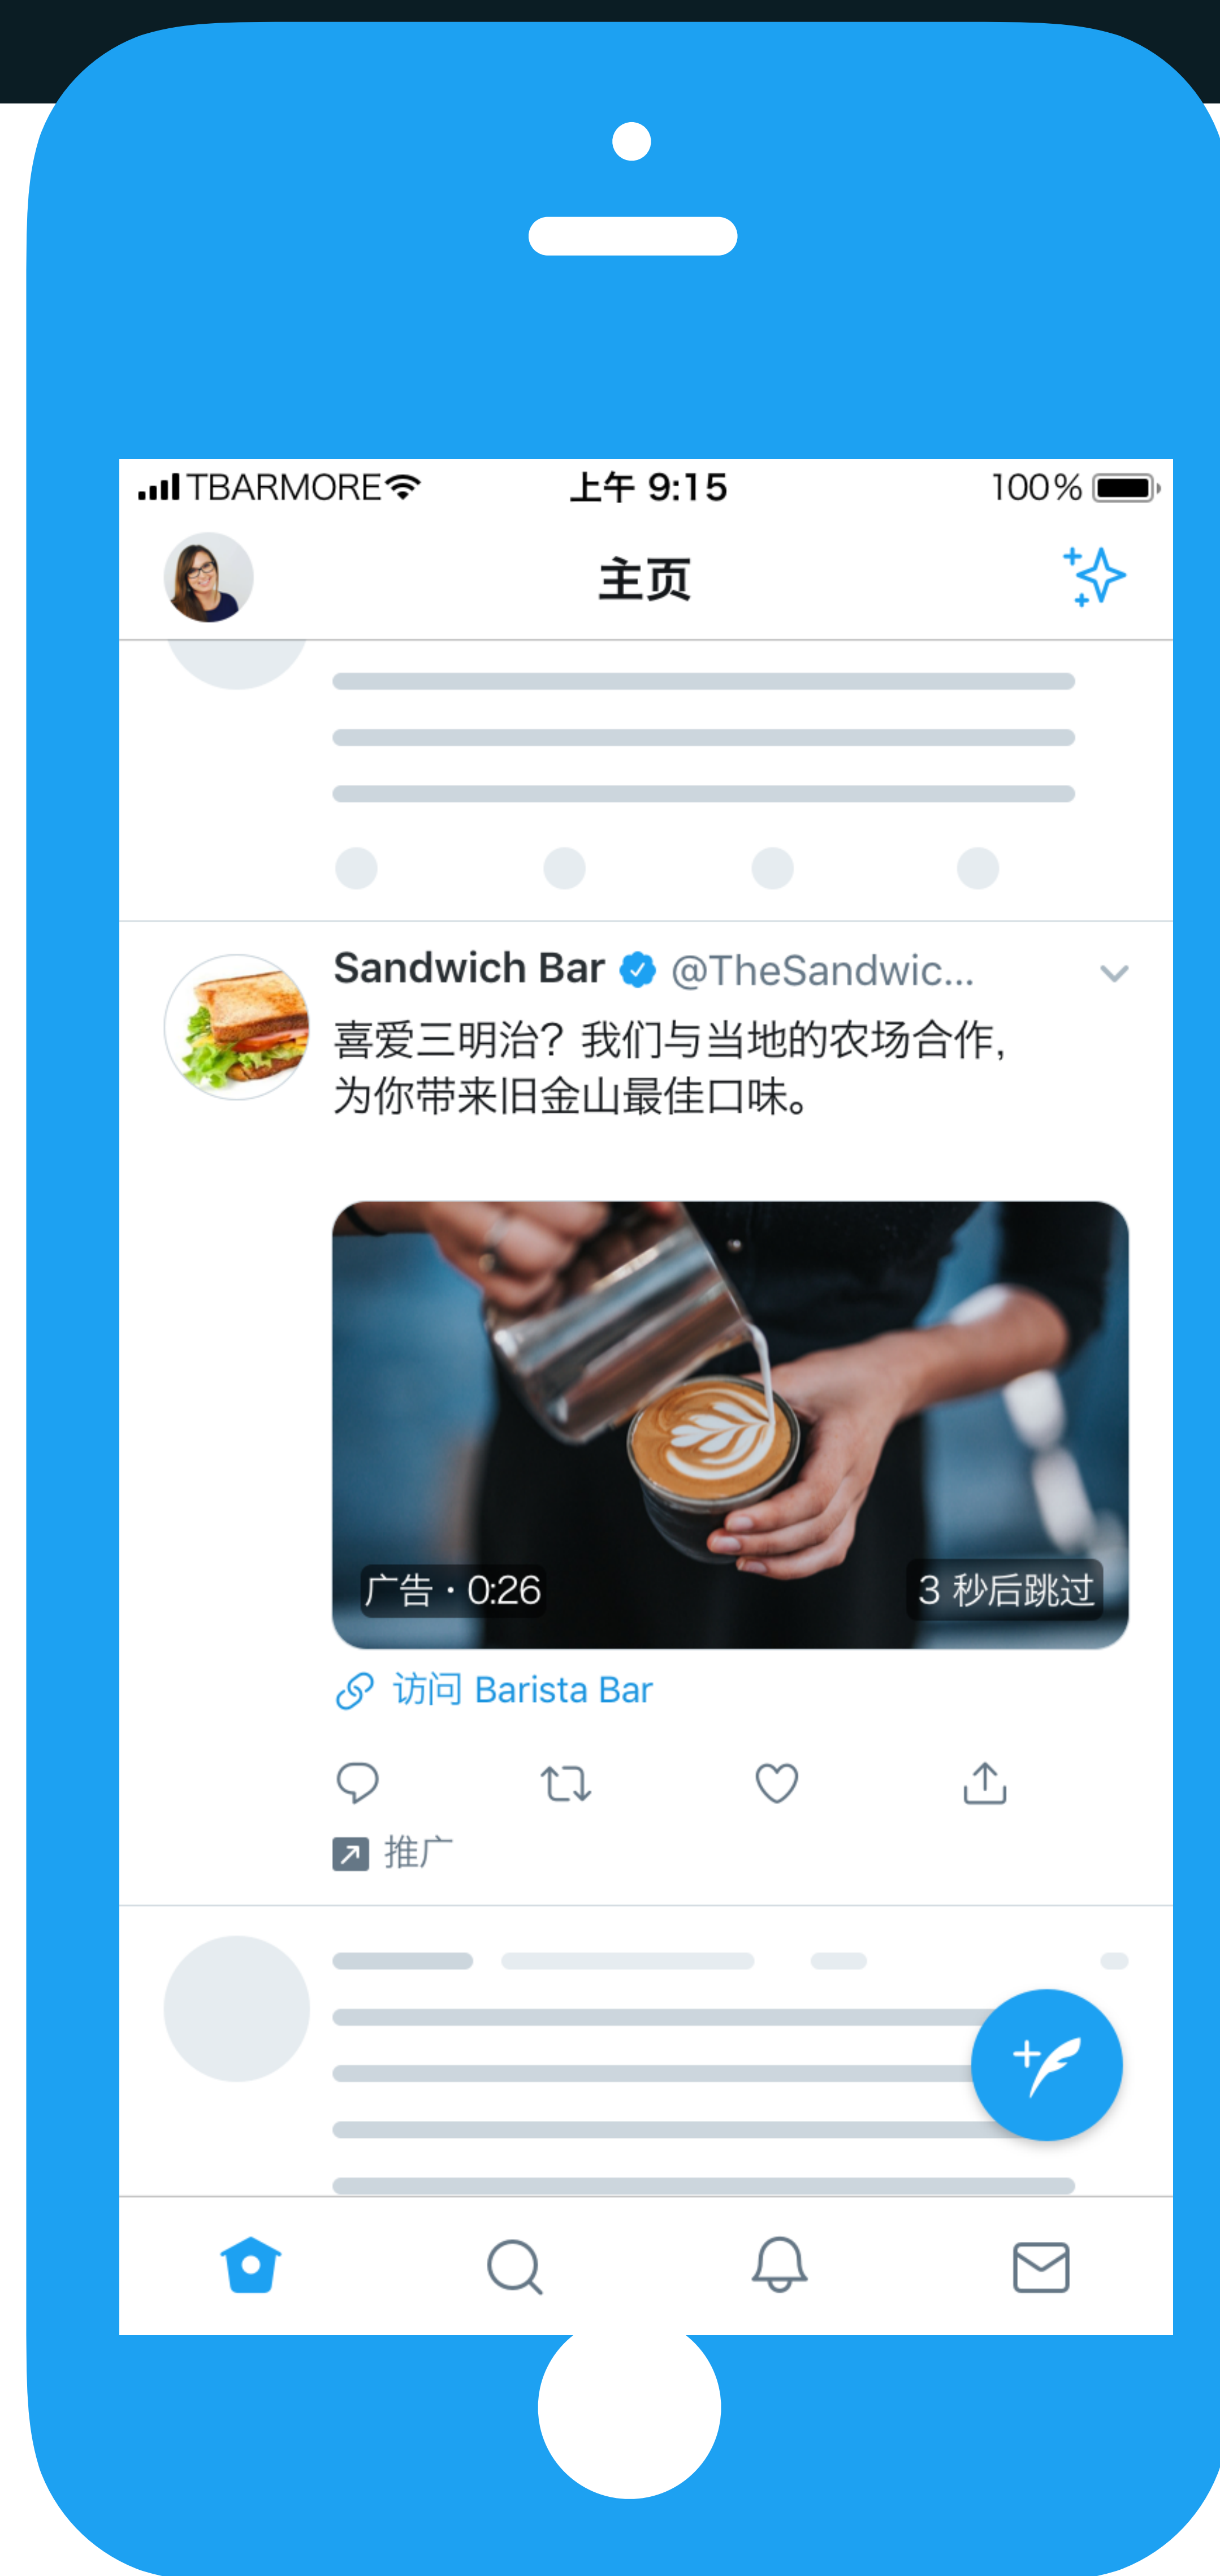 TBARMORE 上午 9:15 100%
主页
Sandwich Bar @TheSandwic...
喜爱三明治？我们与当地的农场合作，
为你带来旧金山最佳口味。
广告 · 0:26 3 秒后跳过
访问 Barista Bar
推广